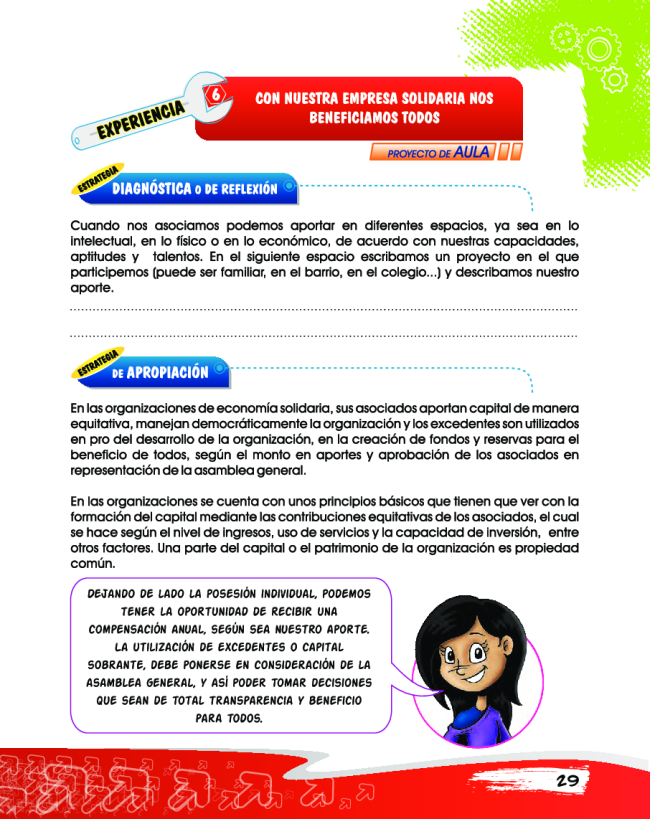 EXPERIENCIA
6
CON NUESTRA EMPRESA SOLIDARIA NOS
BENEFICIAMOS TODOS
PROYECTO DE AULA
ESTRATEGIA
DIAGNÓSTICA O DE REFLEXIÓN
Cuando nos asociamos podemos aportar en diferentes espacios, ya sea en lo
intelectual, en lo físico o en lo económico, de acuerdo con nuestras capacidades,
aptitudes y talentos. En el siguiente espacio escribamos un proyecto en el que
participemos (puede ser familiar, en el barrio, en el colegio...) y describamos nuestro
aporte.
ESTRATEGIA
DE APROPIACIÓN
En las organizaciones de economía solidaria, sus asociados aportan capital de manera
equitativa, manejan democráticamente la organización y los excedentes son utilizados
en pro del desarrollo de la organización, en la creación de fondos y reservas para el
beneficio de todos, según el monto en aportes y aprobación de los asociados en
representación de la asamblea general.
En las organizaciones se cuenta con unos principios básicos que tienen que ver con la
formación del capital mediante las contribuciones equitativas de los asociados, el cual
se hace según el nivel de ingresos, uso de servicios y la capacidad de inversión, entre
otros factores. Una parte del capital o el patrimonio de la organización es propiedad
común.
DEJANDO DE LADO LA POSESIÓN INDIVIDUAL, PODEMOS
TENER LA OPORTUNIDAD DE RECIBIR UNA
COMPENSACIÓN ANUAL, SEGÚN SEA NUESTRO APORTE.
LA UTILIZACIÓN DE EXCEDENTES O CAPITAL
SOBRANTE, DEBE PONERSE EN CONSIDERACIÓN DE LA
ASAMBLEA GENERAL, Y ASÍ PODER TOMAR DECISIONES
QUE SEAN DE TOTAL TRANSPARENCIA Y BENEFICIO
PARA TODOS.
29